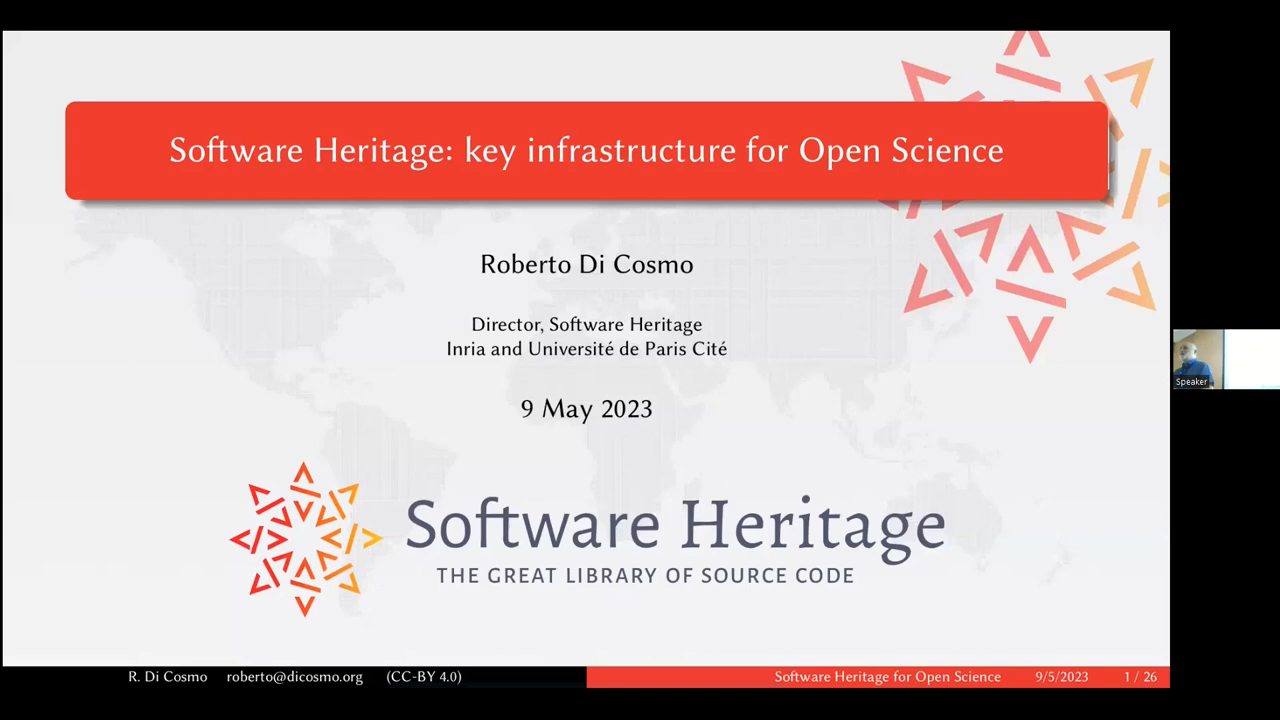 Software Heritage: key infrastructure for Open Science
Roberto Di Cosmo
Director, Software Heritage
Inria and Université de Paris Cité
9 May 2023
Software Heritage
THE GREAT LIBRARY OF SOURCE CODE
R. Di Cosmo roberto@dicosmo.org (CC-BY 4.0) Software Heritage for Open Science 9/5/2023 1 / 26
Speaker